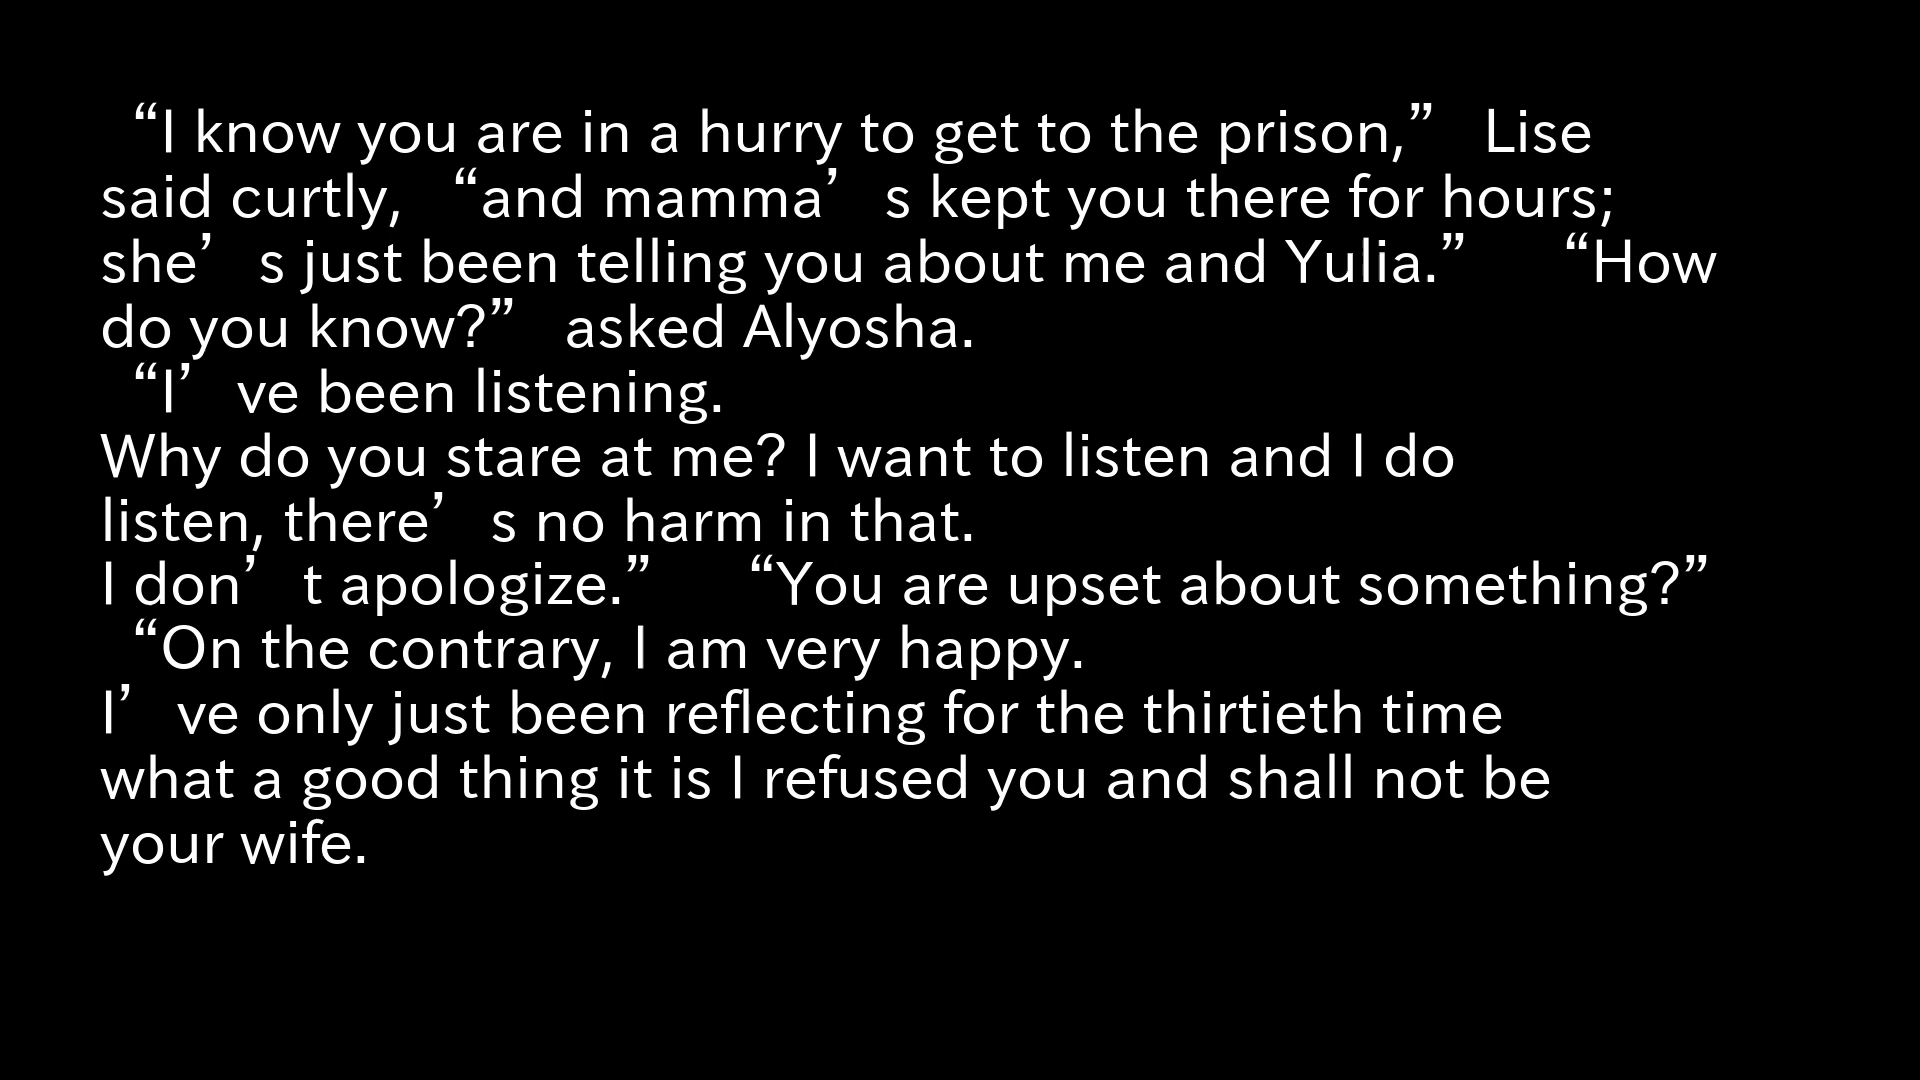 “I know you are in a hurry to get to the prison,” Lise
said curtly, “and mamma’s kept you there for hours;
she’s just been telling you about me and Yulia.” “How
do you know?” asked Alyosha.
“I’ve been listening.
Why do you stare at me? I want to listen and I do
listen, there’s no harm in that.
I don’t apologize.” “You are upset about something?”
“On the contrary, I am very happy.
I’ve only just been reflecting for the thirtieth time
what a good thing it is I refused you and shall not be
your wife.